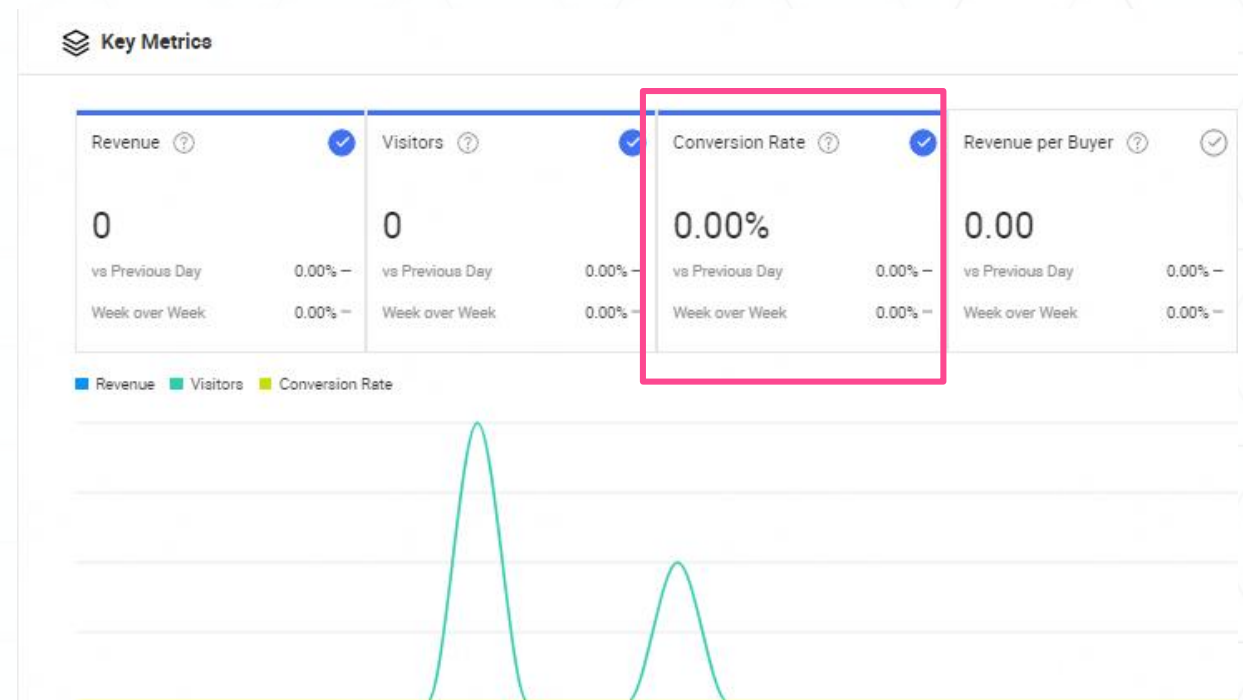 Key Metrics
Revenue ? Visitors ? Conversion Rate ? Revenue per Buyer ?
0 0 0.00% 0.00
vs Previous Day 0.00% – vs Previous Day 0.00% – vs Previous Day 0.00% – vs Previous Day 0.00% –
Week over Week 0.00% – Week over Week 0.00% – Week over Week 0.00% – Week over Week 0.00% –
Revenue Visitors Conversion Rate